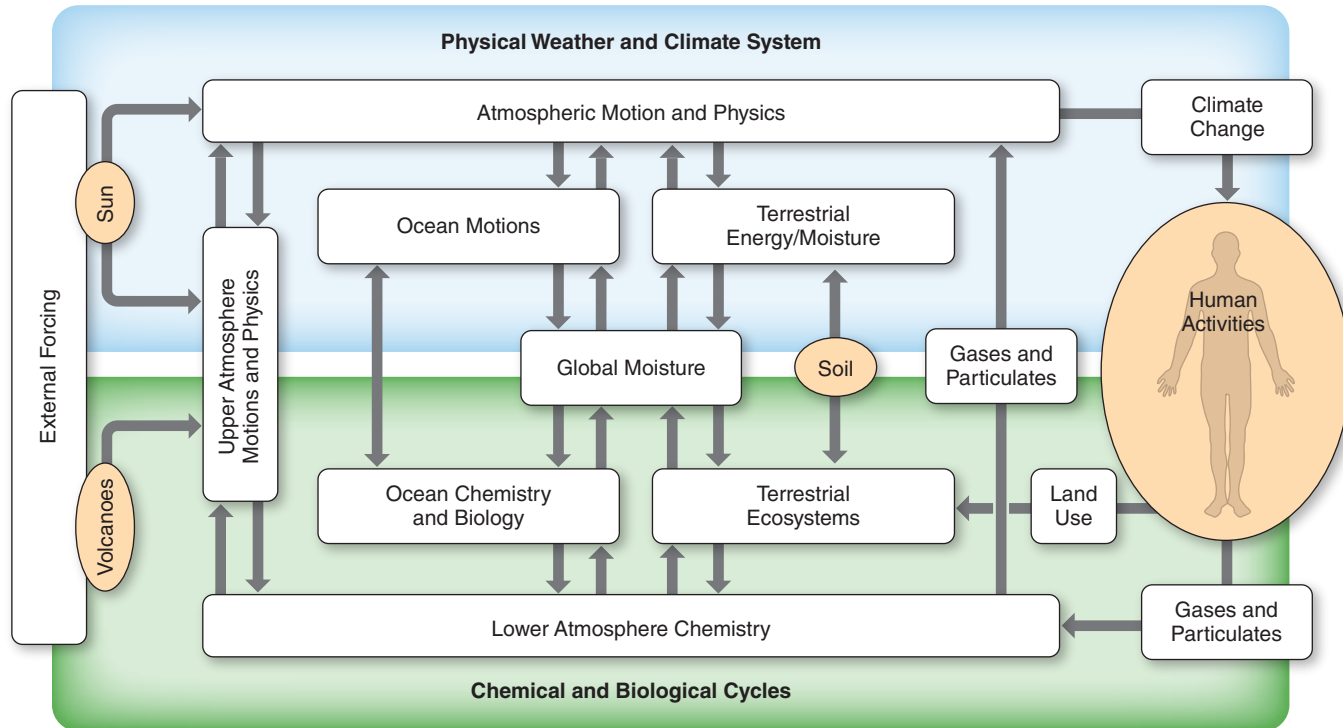 Physical Weather and Climate System
External Forcing
Sun
Volcanoes
Atmospheric Motion and Physics
Climate
Change
Upper Atmosphere
Motions and Physics
Ocean Motions
Terrestrial
Energy/Moisture
Human
Activities
Global Moisture
Soil
Gases and
Particulates
Ocean Chemistry
and Biology
Terrestrial
Ecosystems
Land
Use
Lower Atmosphere Chemistry
Gases and
Particulates
Chemical and Biological Cycles